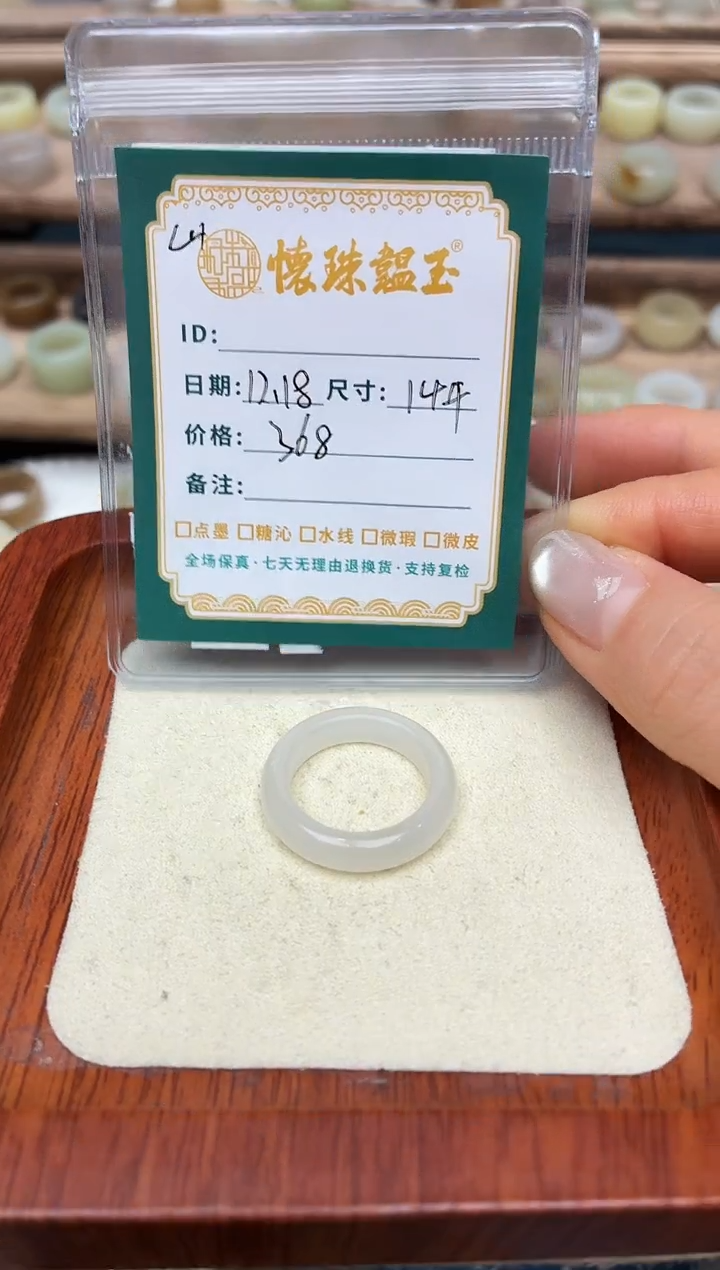 懷珠韞玉®
ID:
日期:12.18 尺寸:14平
价格:368
备注:
□点墨 □糖沁 □水线 □微瑕 □微皮
全场保真·七天无理由退换货·支持复检